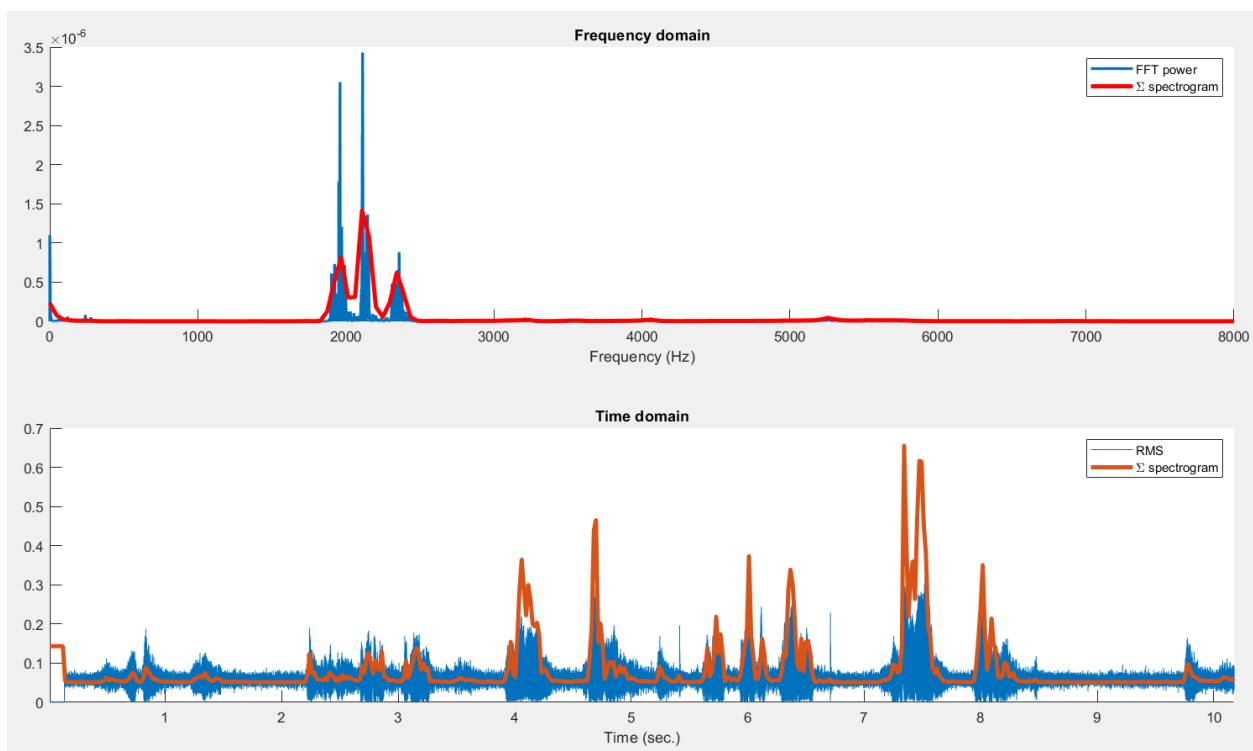 Frequency domain
×10⁻⁶
3.5
3
2.5
2
1.5
1
0.5
0
FFT power
Σ spectrogram
0 1000 2000 3000 4000 5000 6000 7000 8000
Frequency (Hz)
Time domain
0.7
0.6
0.5
0.4
0.3
0.2
0.1
0
RMS
Σ spectrogram
1 2 3 4 5 6 7 8 9 10
Time (sec.)